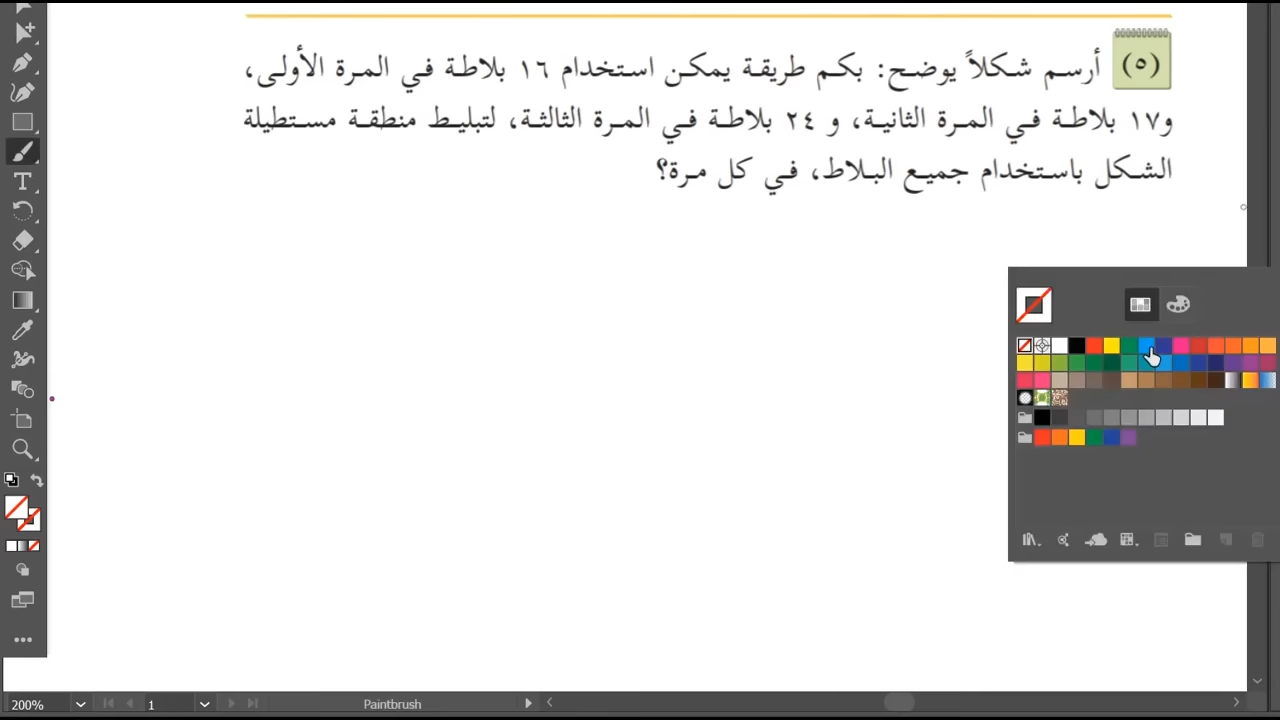 (٥) أرسم شكلاً يوضح: بكم طريقة يمكن استخدام ١٦ بلاطة في المرة الأولى،
و١٧ بلاطة في المرة الثانية، و ٢٤ بلاطة في المرة الثالثة، لتبليط منطقة مستطيلة
الشكل باستخدام جميع البلاط، في كل مرة؟
200%
1
Paintbrush